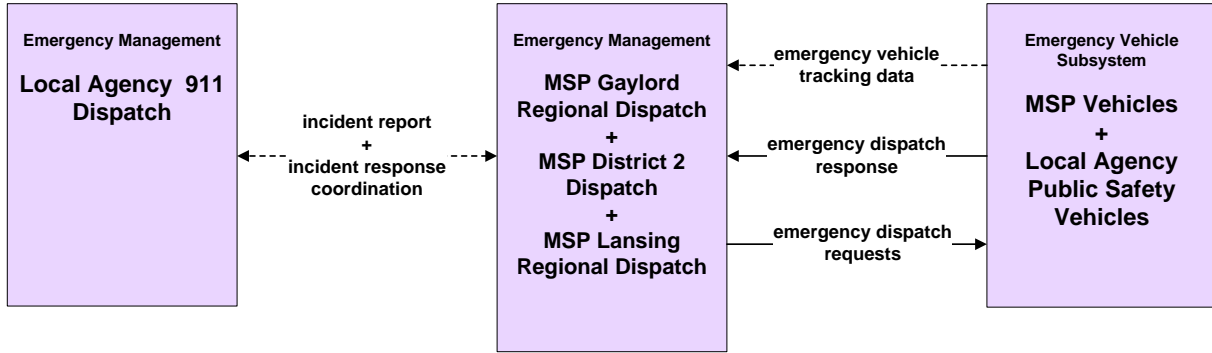 Emergency Management
Local Agency 911
Dispatch
incident report
+
incident response
coordination
Emergency Management
MSP Gaylord
Regional Dispatch
+
MSP District 2
Dispatch
+
MSP Lansing
Regional Dispatch
emergency vehicle
tracking data
emergency dispatch
response
emergency dispatch
requests
Emergency Vehicle
Subsystem
MSP Vehicles
+
Local Agency
Public Safety
Vehicles